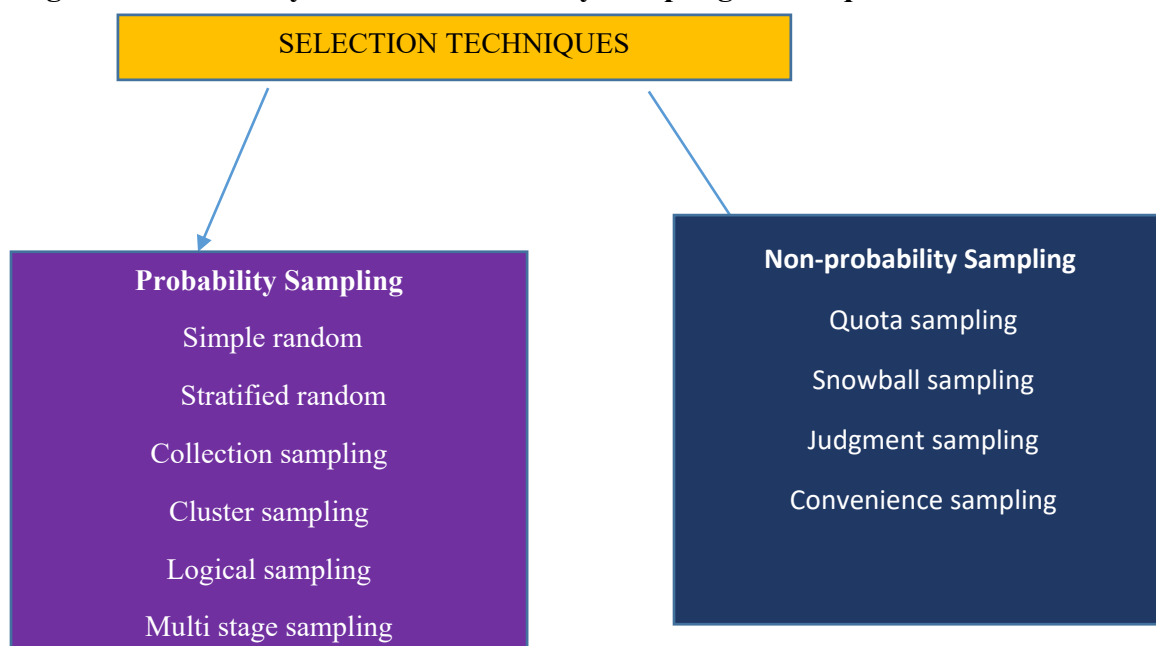 SELECTION TECHNIQUES
Probability Sampling
Simple random
Stratified random
Collection sampling
Cluster sampling
Logical sampling
Multi stage sampling
Non-probability Sampling
Quota sampling
Snowball sampling
Judgment sampling
Convenience sampling